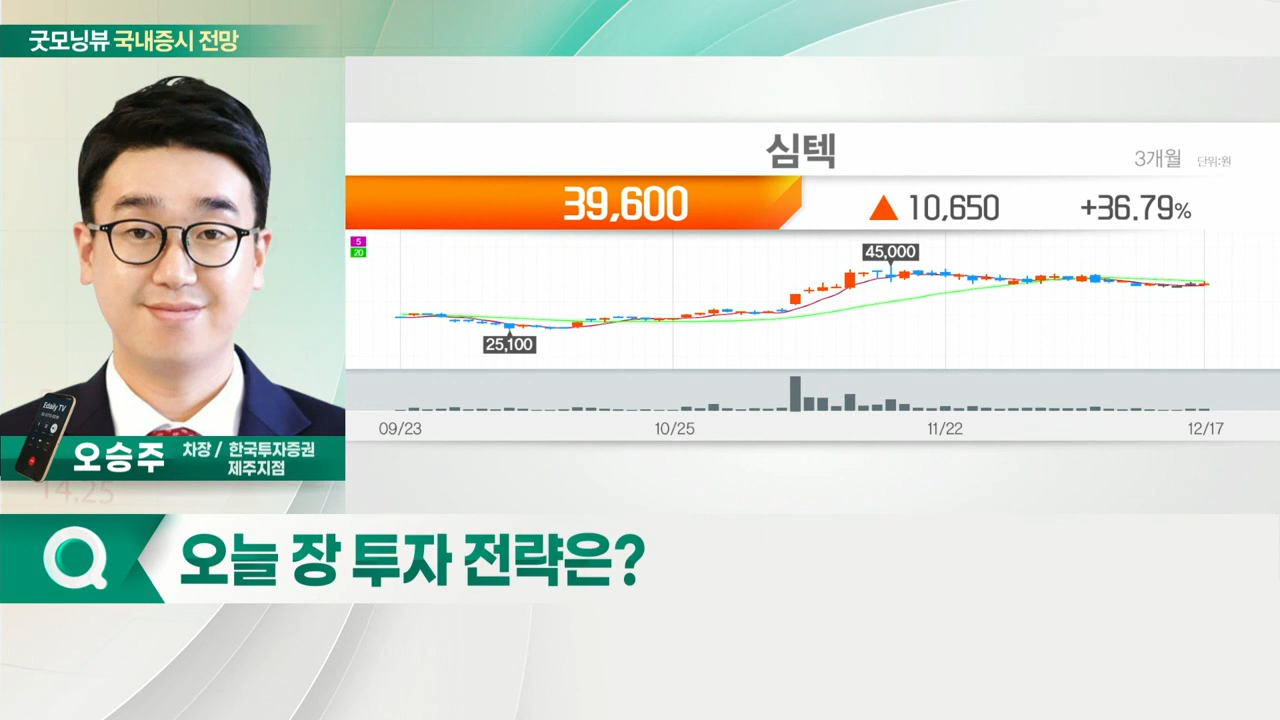 굿모닝뷰 국내증시 전망
심텍
3개월 단위:원
39,600 ▲ 10,650 +36.79%
5
20
45,000
25,100
09/23 10/25 11/22 12/17
Edaily TV
오승주 차장 / 한국투자증권
제주지점
14.25
Q 오늘 장 투자 전략은?